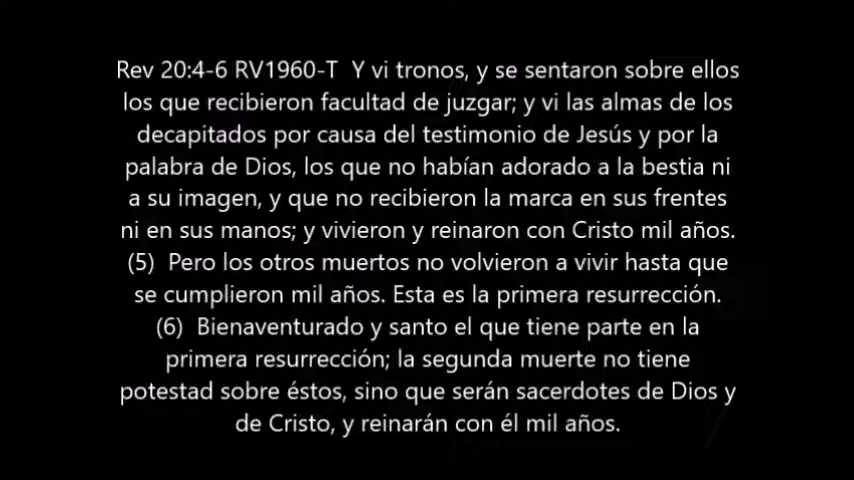 Rev 20:4-6 RV1960-T Y vi tronos, y se sentaron sobre ellos
los que recibieron facultad de juzgar; y vi las almas de los
decapitados por causa del testimonio de Jesús y por la
palabra de Dios, los que no habían adorado a la bestia ni
a su imagen, y que no recibieron la marca en sus frentes
ni en sus manos; y vivieron y reinaron con Cristo mil años.
(5) Pero los otros muertos no volvieron a vivir hasta que
se cumplieron mil años. Esta es la primera resurrección.
(6) Bienaventurado y santo el que tiene parte en la
primera resurrección; la segunda muerte no tiene
potestad sobre éstos, sino que serán sacerdotes de Dios y
de Cristo, y reinarán con él mil años.